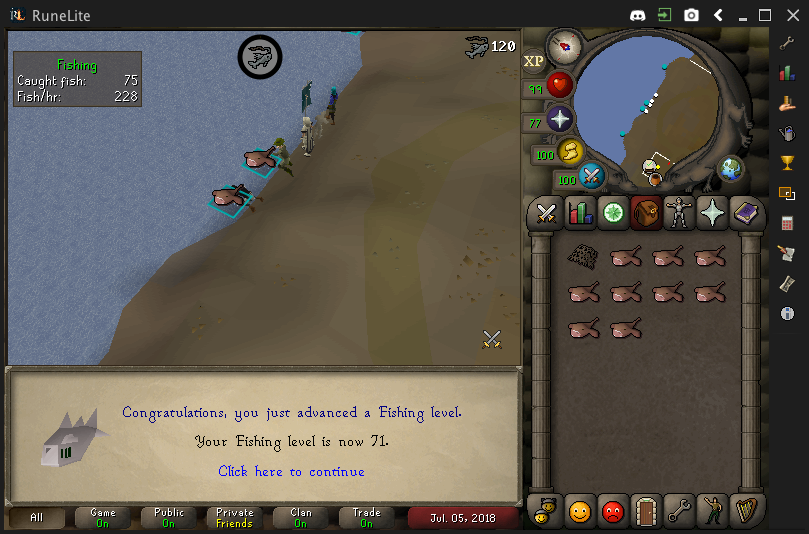 RuneLite
Fishing
Caught fish: 75
Fish/hr: 228
120
XP
99
77
100
100
Congratulations, you just advanced a Fishing level.
Your Fishing level is now 71.
Click here to continue
All
Game
On
Public
On
Private
Friends
Clan
On
Trade
On
Jul. 05, 2018